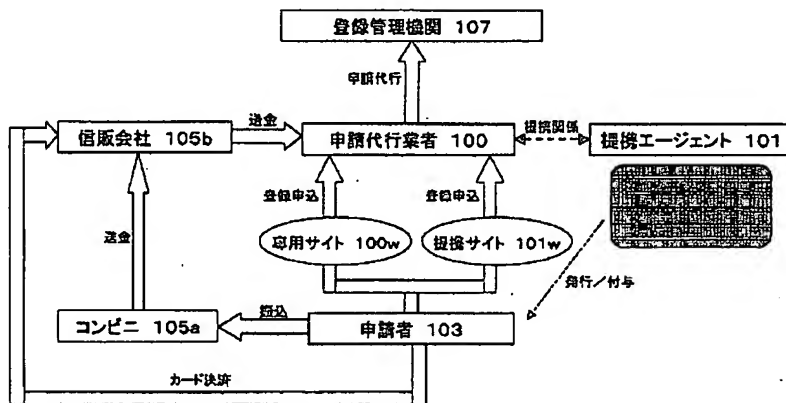 登録管理機関 107
申請代行
信販会社 105b
送金
申請代行業者 100
提携関係
提携エージェント 101
登録申込
登録申込
送金
専用サイト 100w
提携サイト 101w
発行／付与
コンビニ 105a
振込
申請者 103
カード決済